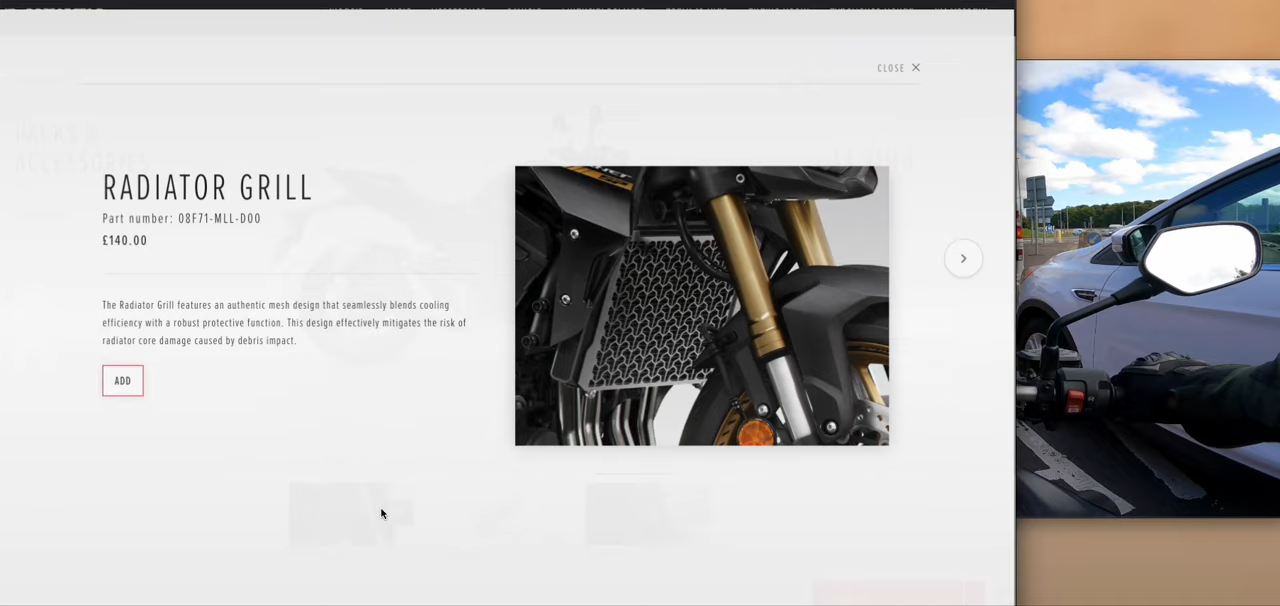 CLOSE ✕
RADIATOR GRILL
Part number: 08F71-MLL-D00
£140.00
The Radiator Grill features an authentic mesh design that seamlessly blends cooling
efficiency with a robust protective function. This design effectively mitigates the risk of
radiator core damage caused by debris impact.
ADD
PACKS &
ACCESSORIES